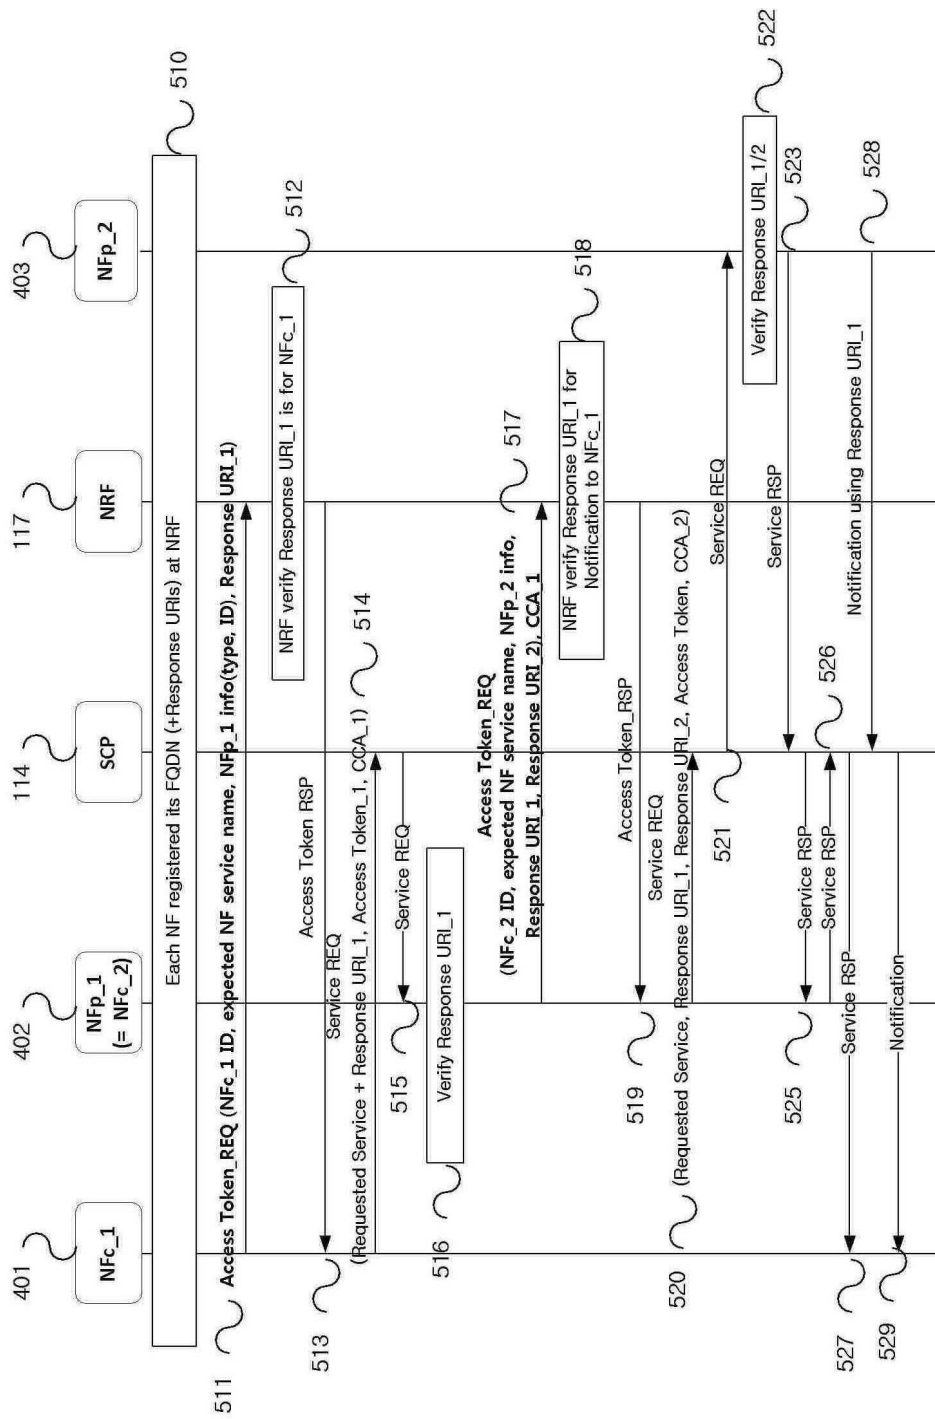 401
402
114
117
403
NFc_1
NFp_1
(= NFc_2)
SCP
NRF
NFp_2
Each NF registered its FQDN (+Response URIs) at NRF
510
511
Access Token_REQ (NFc_1 ID, expected NF service name, NFp_1 info(type, ID), Response URI_1)
NRF verify Response URI_1 is for NFc_1
512
513
Access Token RSP
Service REQ
(Requested Service + Response URI_1, Access Token_1, CCA_1)
514
Service REQ
515
Verify Response URI_1
516
Access Token_REQ
(NFc_2 ID, expected NF service name, NFp_2 info,
Response URI_1, Response URI_2), CCA_1
517
NRF verify Response URI_1 for
Notification to NFc_1
518
Access Token_RSP
519
Service REQ
520
(Requested Service, Response URI_1, Response URI_2, Access Token, CCA_2)
Service REQ
521
Verify Response URI_1/2
522
Service RSP
523
Service RSP
525
Service RSP
526
Service RSP
527
Notification using Response URI_1
528
Notification
529